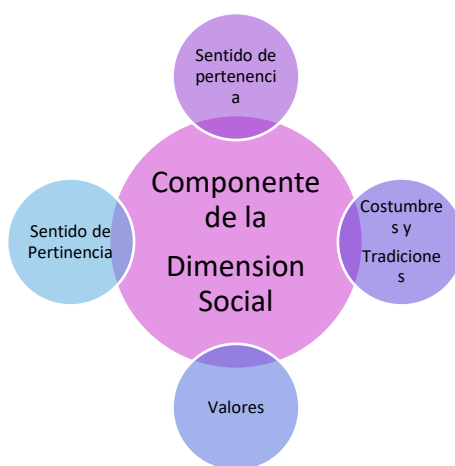 Sentido de
pertenenci
a
Componente
de la
Dimension
Social
Costumbre
s y
Tradicione
s
Sentido de
Pertinencia
Valores